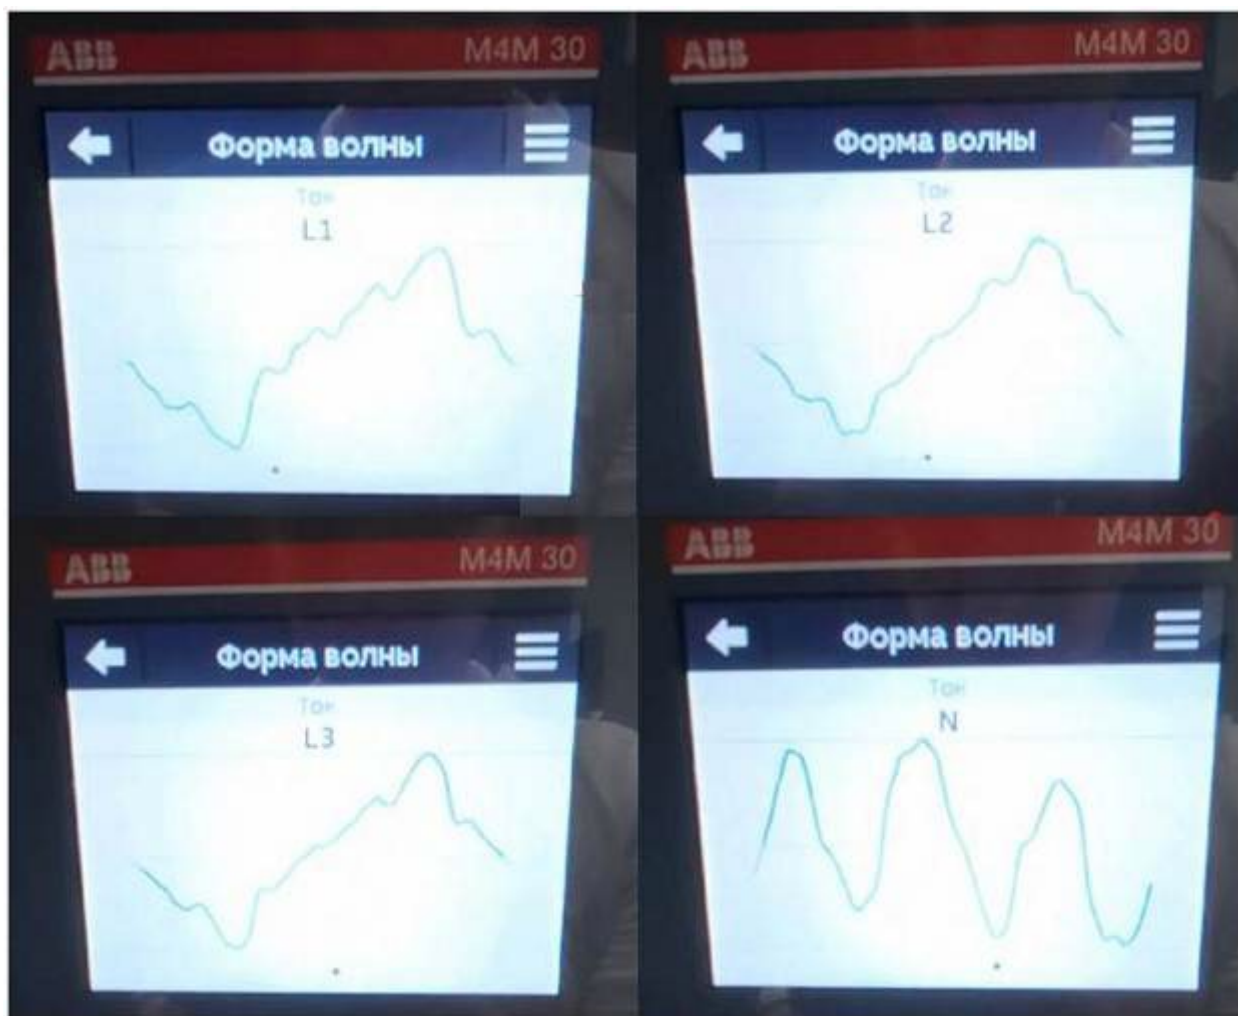 ABB M4M 30
Форма волны
Ток
L1
ABB M4M 30
Форма волны
Ток
L2
ABB M4M 30
Форма волны
Ток
L3
ABB M4M 30
Форма волны
Ток
N